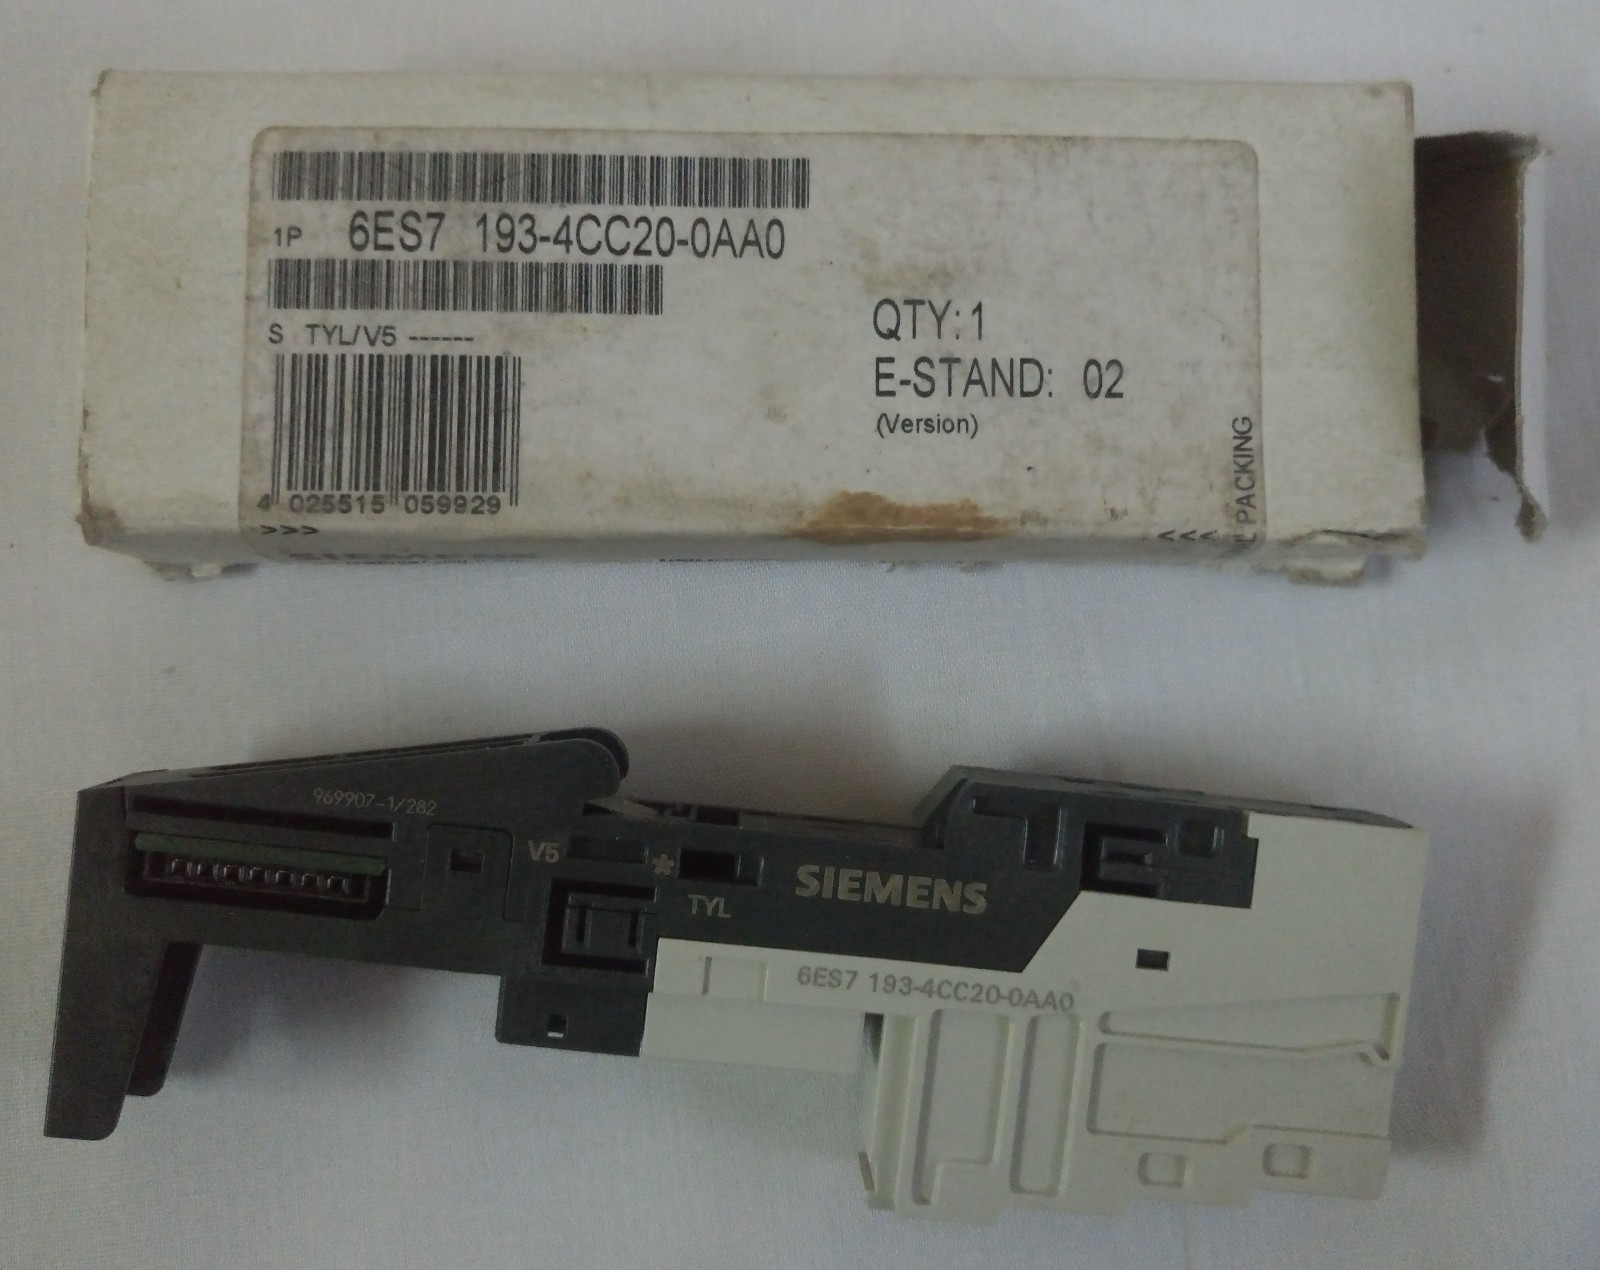 1P 6ES7 193-4CC20-0AA0
S TYL/V5 ------
QTY: 1
E-STAND: 02
(Version)
4 025515 059929
>>>
PACKING
969907-1/282
V5
*
TYL
SIEMENS
6ES7 193-4CC20-0AA0